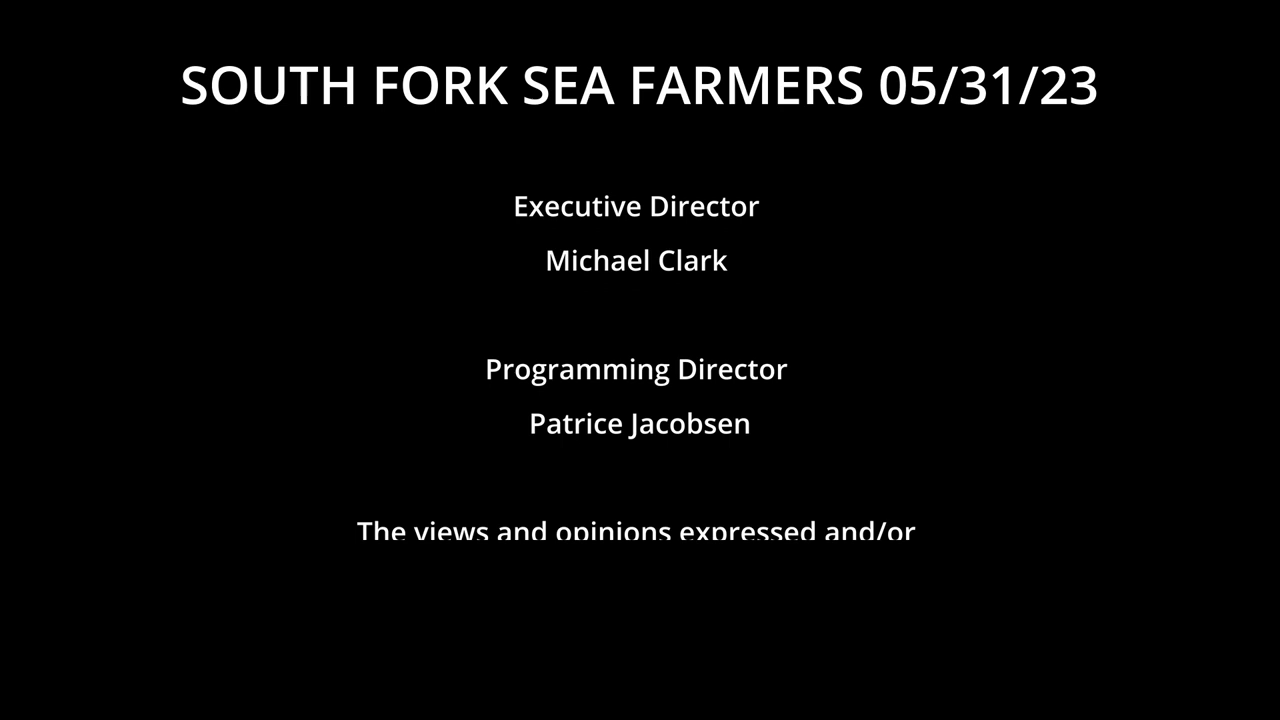 SOUTH FORK SEA FARMERS 05/31/23
Executive Director
Michael Clark
Programming Director
Patrice Jacobsen
The views and opinions expressed and/or